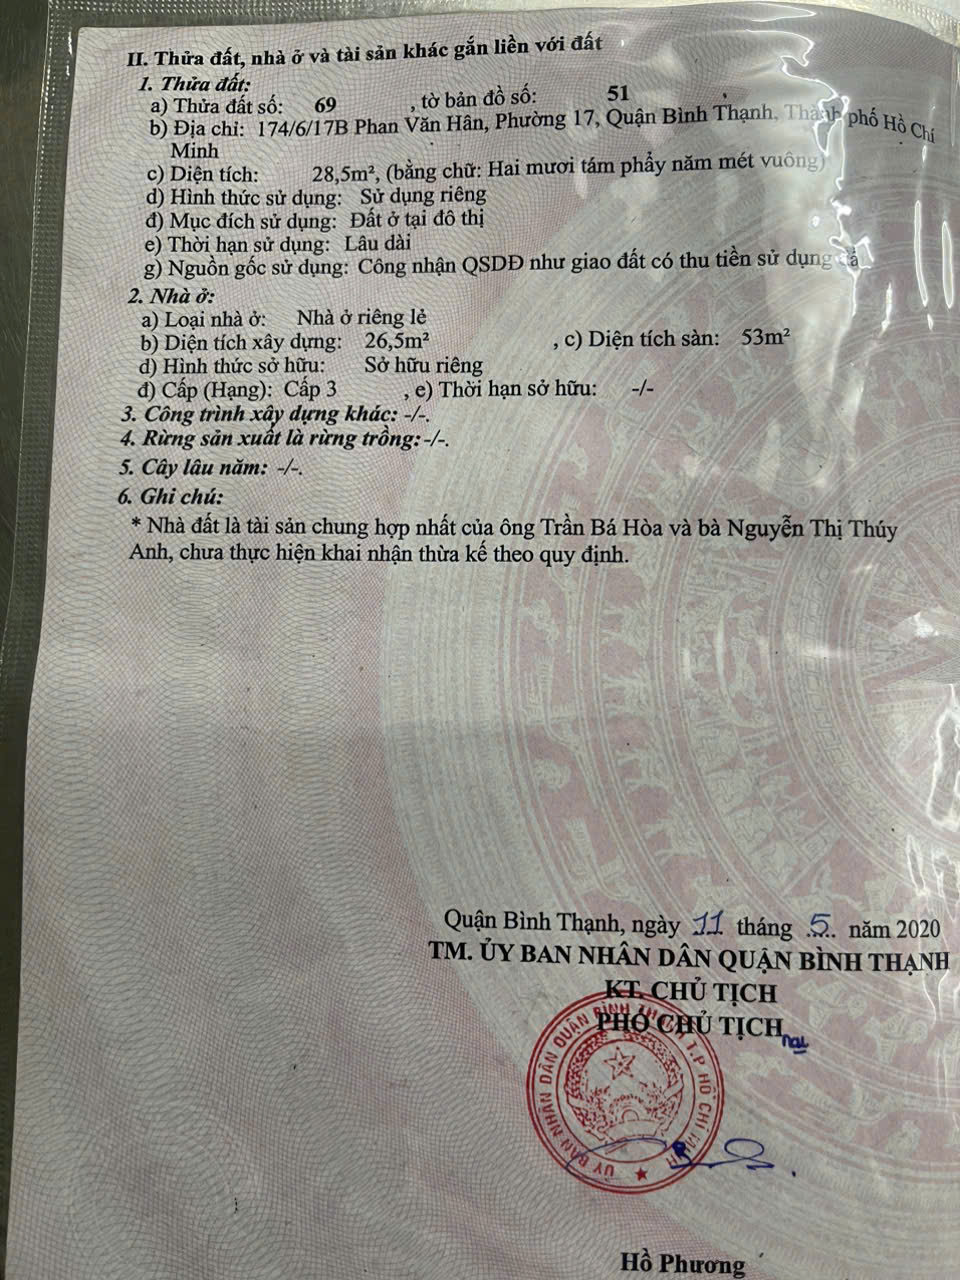 II. Thửa đất, nhà ở và tài sản khác gắn liền với đất
1. Thửa đất:
a) Thửa đất số: 69 , tờ bản đồ số: 51
b) Địa chỉ: 174/6/17B Phan Văn Hân, Phường 17, Quận Bình Thạnh, Thành phố Hồ Chí
Minh
c) Diện tích: 28,5m², (bằng chữ: Hai mươi tám phẩy năm mét vuông)
d) Hình thức sử dụng: Sử dụng riêng
đ) Mục đích sử dụng: Đất ở tại đô thị
e) Thời hạn sử dụng: Lâu dài
g) Nguồn gốc sử dụng: Công nhận QSDĐ như giao đất có thu tiền sử dụng
2. Nhà ở:
a) Loại nhà ở: Nhà ở riêng lẻ
b) Diện tích xây dựng: 26,5m² , c) Diện tích sàn: 53m²
d) Hình thức sở hữu: Sở hữu riêng
đ) Cấp (Hạng): Cấp 3 , e) Thời hạn sở hữu: -/-
3. Công trình xây dựng khác: -/-.
4. Rừng sản xuất là rừng trồng: -/-.
5. Cây lâu năm: -/-.
6. Ghi chú:
* Nhà đất là tài sản chung hợp nhất của ông Trần Bá Hòa và bà Nguyễn Thị Thúy
Anh, chưa thực hiện khai nhận thừa kế theo quy định.
Quận Bình Thạnh, ngày 11 tháng 5 năm 2020
TM. ỦY BAN NHÂN DÂN QUẬN BÌNH THẠNH
KT. CHỦ TỊCH
PHÓ CHỦ TỊCH
ỦY BAN NHÂN DÂN QUẬN BÌNH THẠNH T.P HỒ CHÍ MINH
Hồ Phương